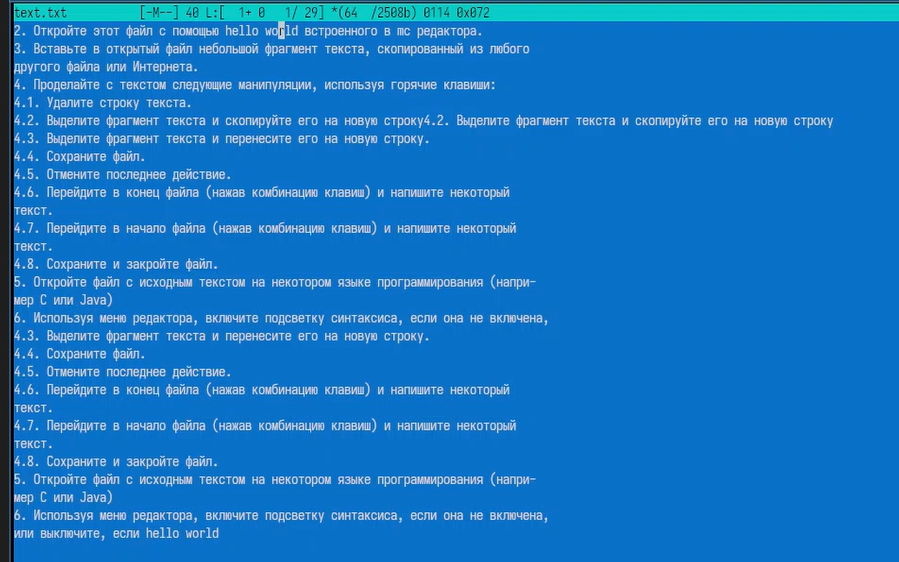 text.txt [-M--] 40 L:[ 1+ 0 1/ 29] *(64 /2508b) 0114 0x072
2. Откройте этот файл с помощью hello world встроенного в mc редактора.
3. Вставьте в открытый файл небольшой фрагмент текста, скопированный из любого
другого файла или Интернета.
4. Проделайте с текстом следующие манипуляции, используя горячие клавиши:
4.1. Удалите строку текста.
4.2. Выделите фрагмент текста и скопируйте его на новую строку4.2. Выделите фрагмент текста и скопируйте его на новую строку
4.3. Выделите фрагмент текста и перенесите его на новую строку.
4.4. Сохраните файл.
4.5. Отмените последнее действие.
4.6. Перейдите в конец файла (нажав комбинацию клавиш) и напишите некоторый
текст.
4.7. Перейдите в начало файла (нажав комбинацию клавиш) и напишите некоторый
текст.
4.8. Сохраните и закройте файл.
5. Откройте файл с исходным текстом на некотором языке программирования (напри-
мер C или Java)
6. Используя меню редактора, включите подсветку синтаксиса, если она не включена,
4.3. Выделите фрагмент текста и перенесите его на новую строку.
4.4. Сохраните файл.
4.5. Отмените последнее действие.
4.6. Перейдите в конец файла (нажав комбинацию клавиш) и напишите некоторый
текст.
4.7. Перейдите в начало файла (нажав комбинацию клавиш) и напишите некоторый
текст.
4.8. Сохраните и закройте файл.
5. Откройте файл с исходным текстом на некотором языке программирования (напри-
мер C или Java)
6. Используя меню редактора, включите подсветку синтаксиса, если она не включена,
или выключите, если hello world